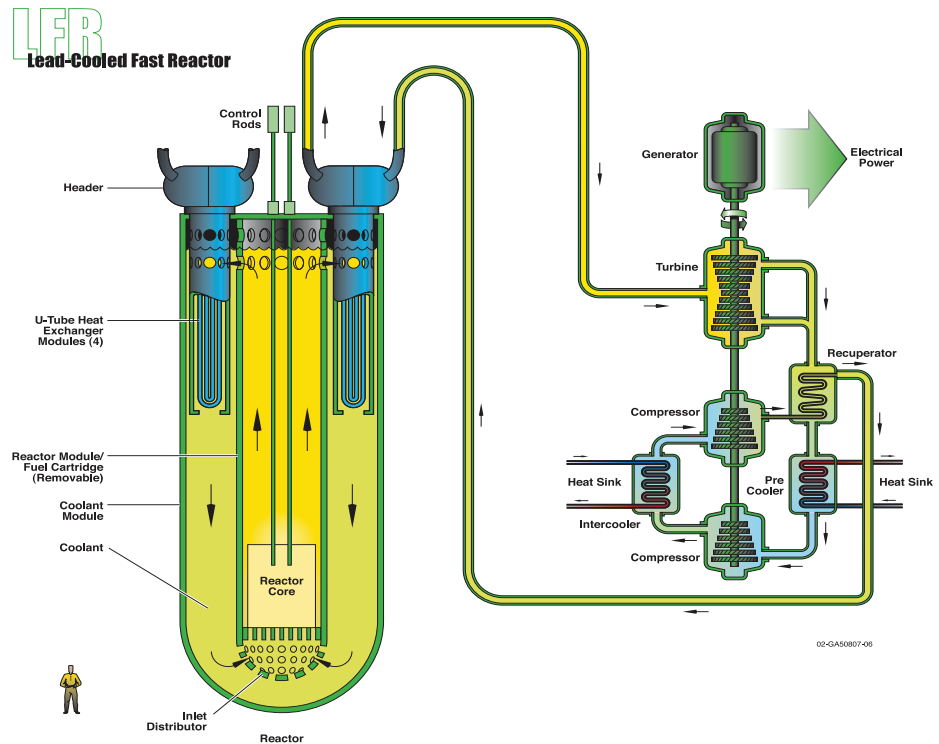 LFR
Lead-Cooled Fast Reactor
Control
Rods
Header
Generator
Electrical
Power
Turbine
U-Tube Heat
Exchanger
Modules (4)
Recuperator
Compressor
Reactor Module/
Fuel Cartridge
(Removable)
Heat Sink
Pre
Cooler
Heat Sink
Coolant
Module
Intercooler
Coolant
Compressor
Reactor
Core
02-GA50807-06
Inlet
Distributor
Reactor